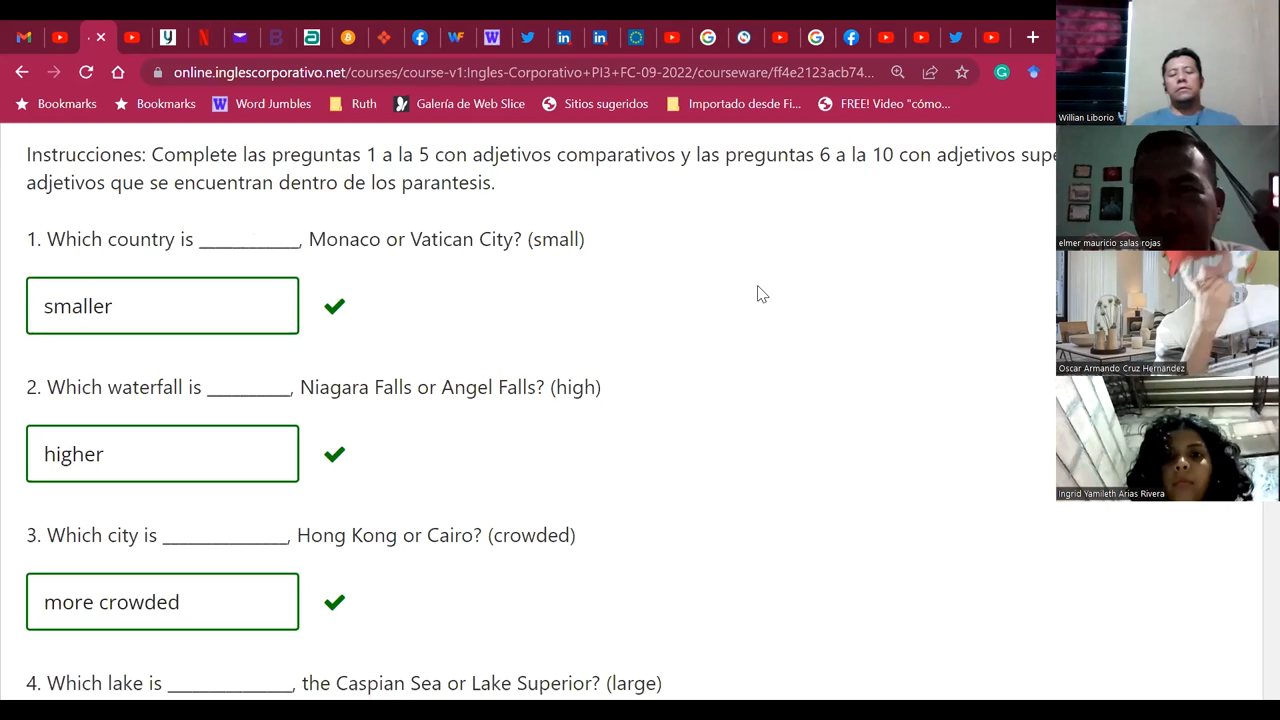 online.inglescorporativo.net/courses/course-v1:Ingles-Corporativo+PI3+FC-09-2022/courseware/ff4e2123acb74...
Bookmarks
Bookmarks
Word Jumbles
Ruth
Galería de Web Slice
Sitios sugeridos
Importado desde Fi...
FREE! Video "cómo...
Instrucciones: Complete las preguntas 1 a la 5 con adjetivos comparativos y las preguntas 6 a la 10 con adjetivos supe
adjetivos que se encuentran dentro de los parantesis.
1. Which country is ____________, Monaco or Vatican City? (small)
smaller
2. Which waterfall is __________, Niagara Falls or Angel Falls? (high)
higher
3. Which city is _______________, Hong Kong or Cairo? (crowded)
more crowded
4. Which lake is _______________, the Caspian Sea or Lake Superior? (large)
Willian Liborio
elmer mauricio salas rojas
Oscar Armando Cruz Hernandez
Ingrid Yamileth Arias Rivera